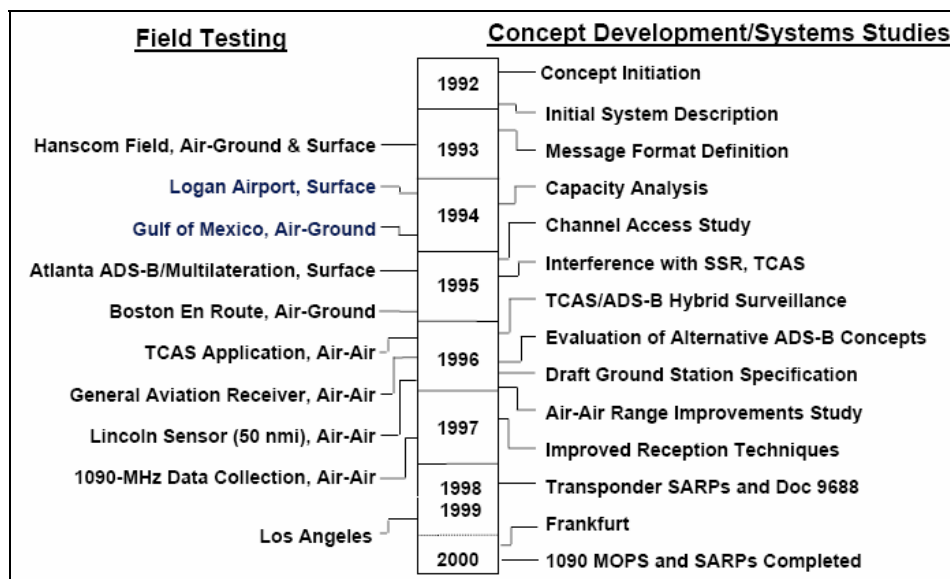 Field Testing
Concept Development/Systems Studies
1992
Concept Initiation
Initial System Description
Hanscom Field, Air-Ground & Surface
1993
Message Format Definition
Logan Airport, Surface
Capacity Analysis
1994
Gulf of Mexico, Air-Ground
Channel Access Study
Atlanta ADS-B/Multilateration, Surface
1995
Interference with SSR, TCAS
Boston En Route, Air-Ground
TCAS/ADS-B Hybrid Surveillance
TCAS Application, Air-Air
1996
Evaluation of Alternative ADS-B Concepts
General Aviation Receiver, Air-Air
Draft Ground Station Specification
Lincoln Sensor (50 nmi), Air-Air
1997
Air-Air Range Improvements Study
Improved Reception Techniques
1090-MHz Data Collection, Air-Air
1998
Transponder SARPs and Doc 9688
1999
Los Angeles
Frankfurt
2000
1090 MOPS and SARPs Completed